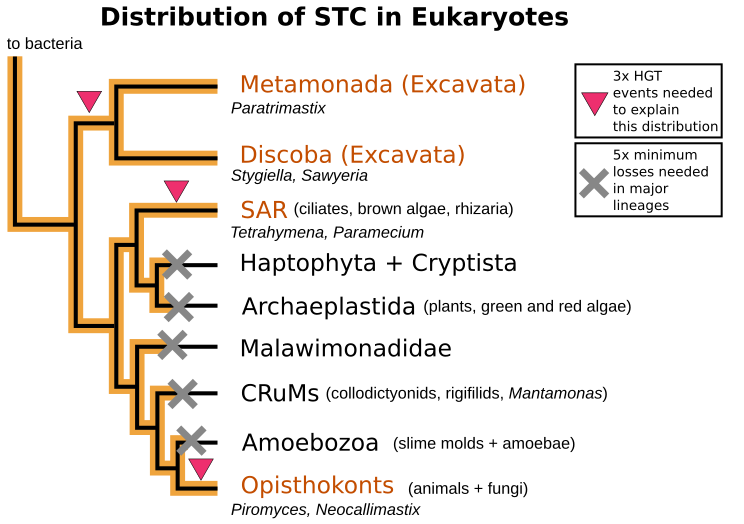 Distribution of STC in Eukaryotes
to bacteria
3x HGT
events needed
to explain
this distribution
5x minimum
losses needed
in major
lineages
Metamonada (Excavata)
Paratrimastix
Discoba (Excavata)
Stygiella, Sawyeria
SAR (ciliates, brown algae, rhizaria)
Tetrahymena, Paramecium
Haptophyta + Cryptista
Archaeplastida (plants, green and red algae)
Malawimonadidae
CRuMs (collodictyonids, rigifilids, Mantamonas)
Amoebozoa (slime molds + amoebae)
Opisthokonts (animals + fungi)
Piromyces, Neocallimastix